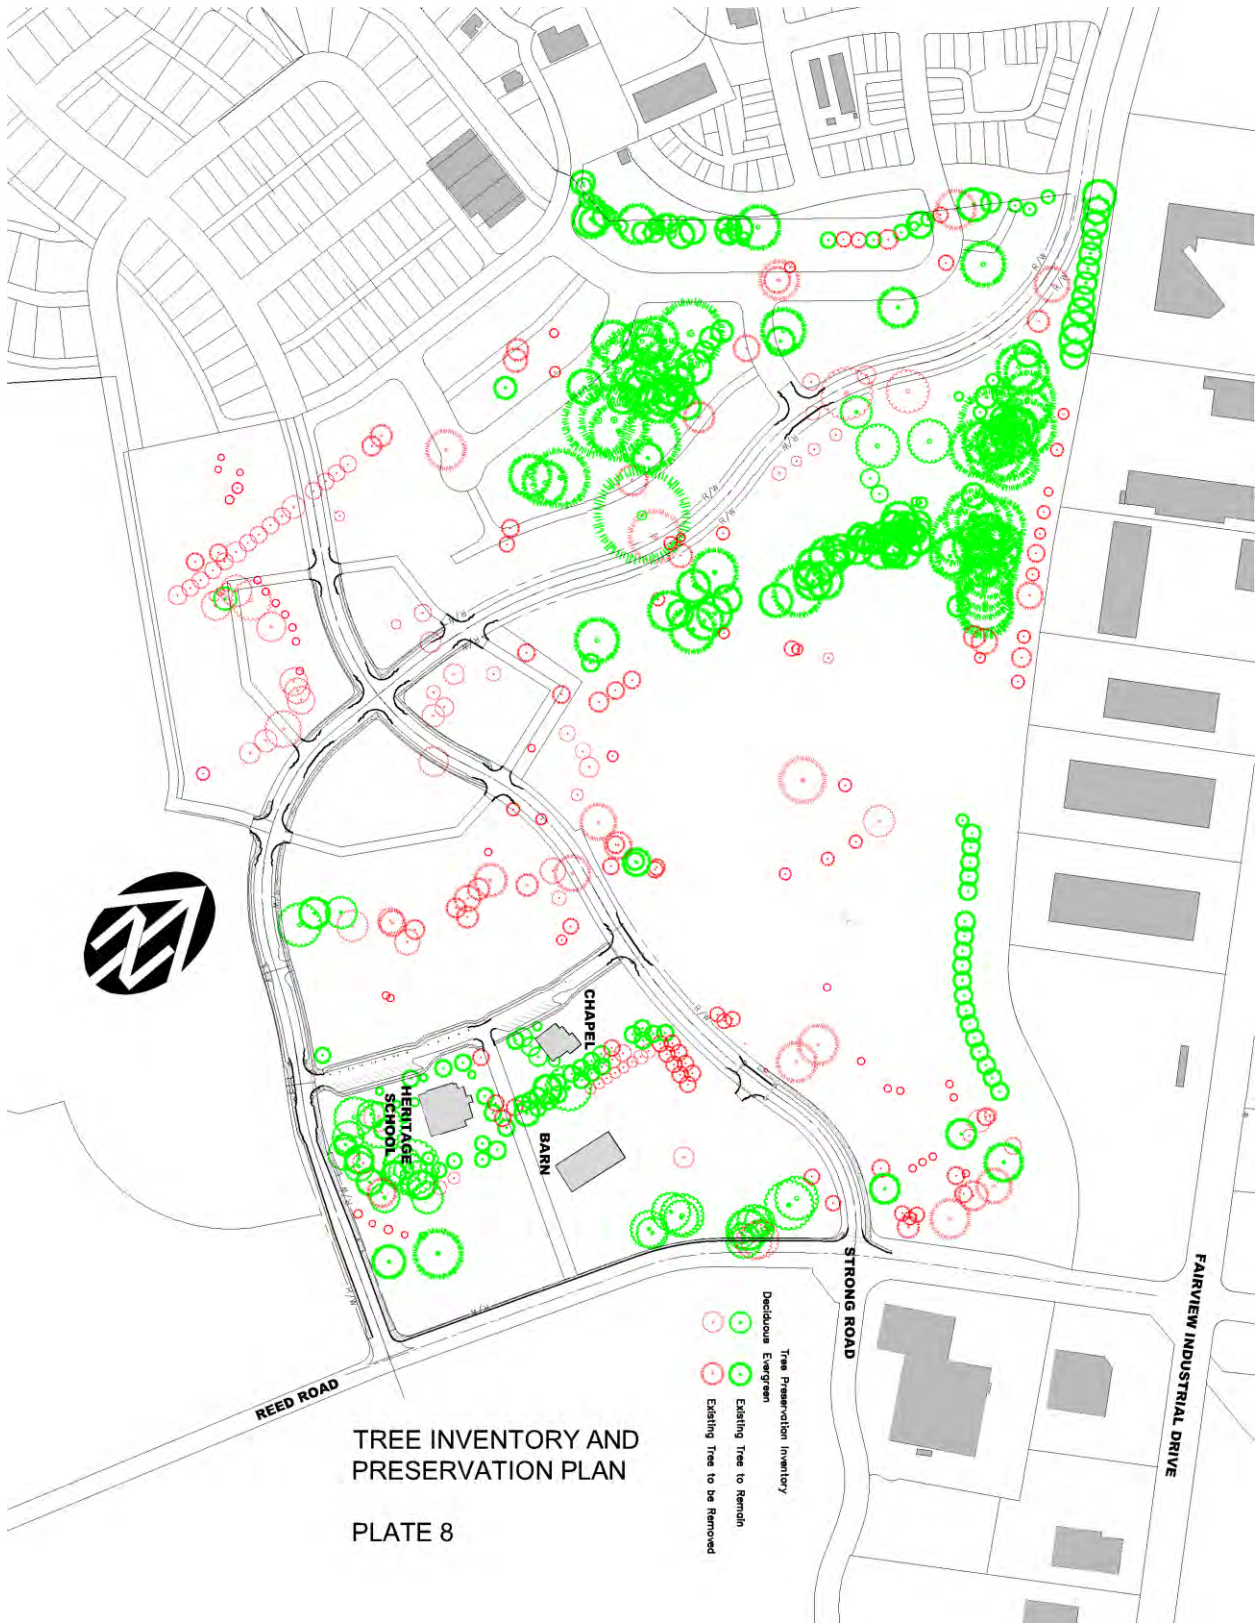 R/W
R/W
R/W
R/W
R/W
R/W
R/W
R/W
R/W
CHAPEL
HERITAGE
SCHOOL
BARN
R/W
R/W
R/W
STRONG ROAD
FAIRVIEW INDUSTRIAL DRIVE
REED ROAD
Tree Preservation Inventory
Deciduous Evergreen
Existing Tree to Remain
Existing Tree to be Removed
TREE INVENTORY AND
PRESERVATION PLAN
PLATE 8